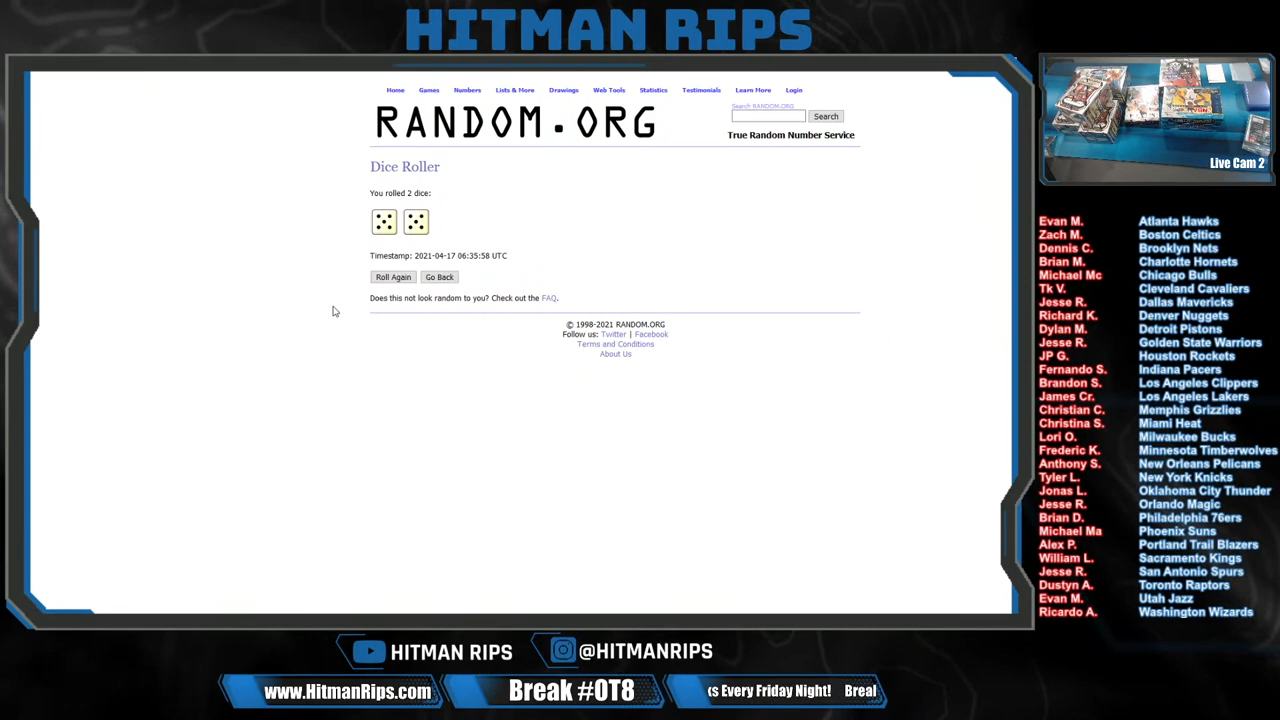 HITMAN RIPS
Home Games Numbers Lists & More Drawings Web Tools Statistics Testimonials Learn More Login
RANDOM.ORG
Search RANDOM.ORG
Search
True Random Number Service
Dice Roller
You rolled 2 dice:
Timestamp: 2021-04-17 06:35:58 UTC
Roll Again Go Back
Does this not look random to you? Check out the FAQ.
© 1998-2021 RANDOM.ORG
Follow us: Twitter | Facebook
Terms and Conditions
About Us
Live Cam 2
Evan M. Atlanta Hawks
Zach M. Boston Celtics
Dennis C. Brooklyn Nets
Brian M. Charlotte Hornets
Michael Mc Chicago Bulls
Tk V. Cleveland Cavaliers
Jesse R. Dallas Mavericks
Richard K. Denver Nuggets
Dylan M. Detroit Pistons
Jesse R. Golden State Warriors
JP G. Houston Rockets
Fernando S. Indiana Pacers
Brandon S. Los Angeles Clippers
James Cr. Los Angeles Lakers
Christian C. Memphis Grizzlies
Christina S. Miami Heat
Lori O. Milwaukee Bucks
Frederic K. Minnesota Timberwolves
Anthony S. New Orleans Pelicans
Tyler L. New York Knicks
Jonas L. Oklahoma City Thunder
Jesse R. Orlando Magic
Brian D. Philadelphia 76ers
Michael Ma Phoenix Suns
Alex P. Portland Trail Blazers
William L. Sacramento Kings
Jesse R. San Antonio Spurs
Dustyn A. Toronto Raptors
Evan M. Utah Jazz
Ricardo A. Washington Wizards
HITMAN RIPS @HITMANRIPS
www.HitmanRips.com Break #OT8 ks Every Friday Night! Breal